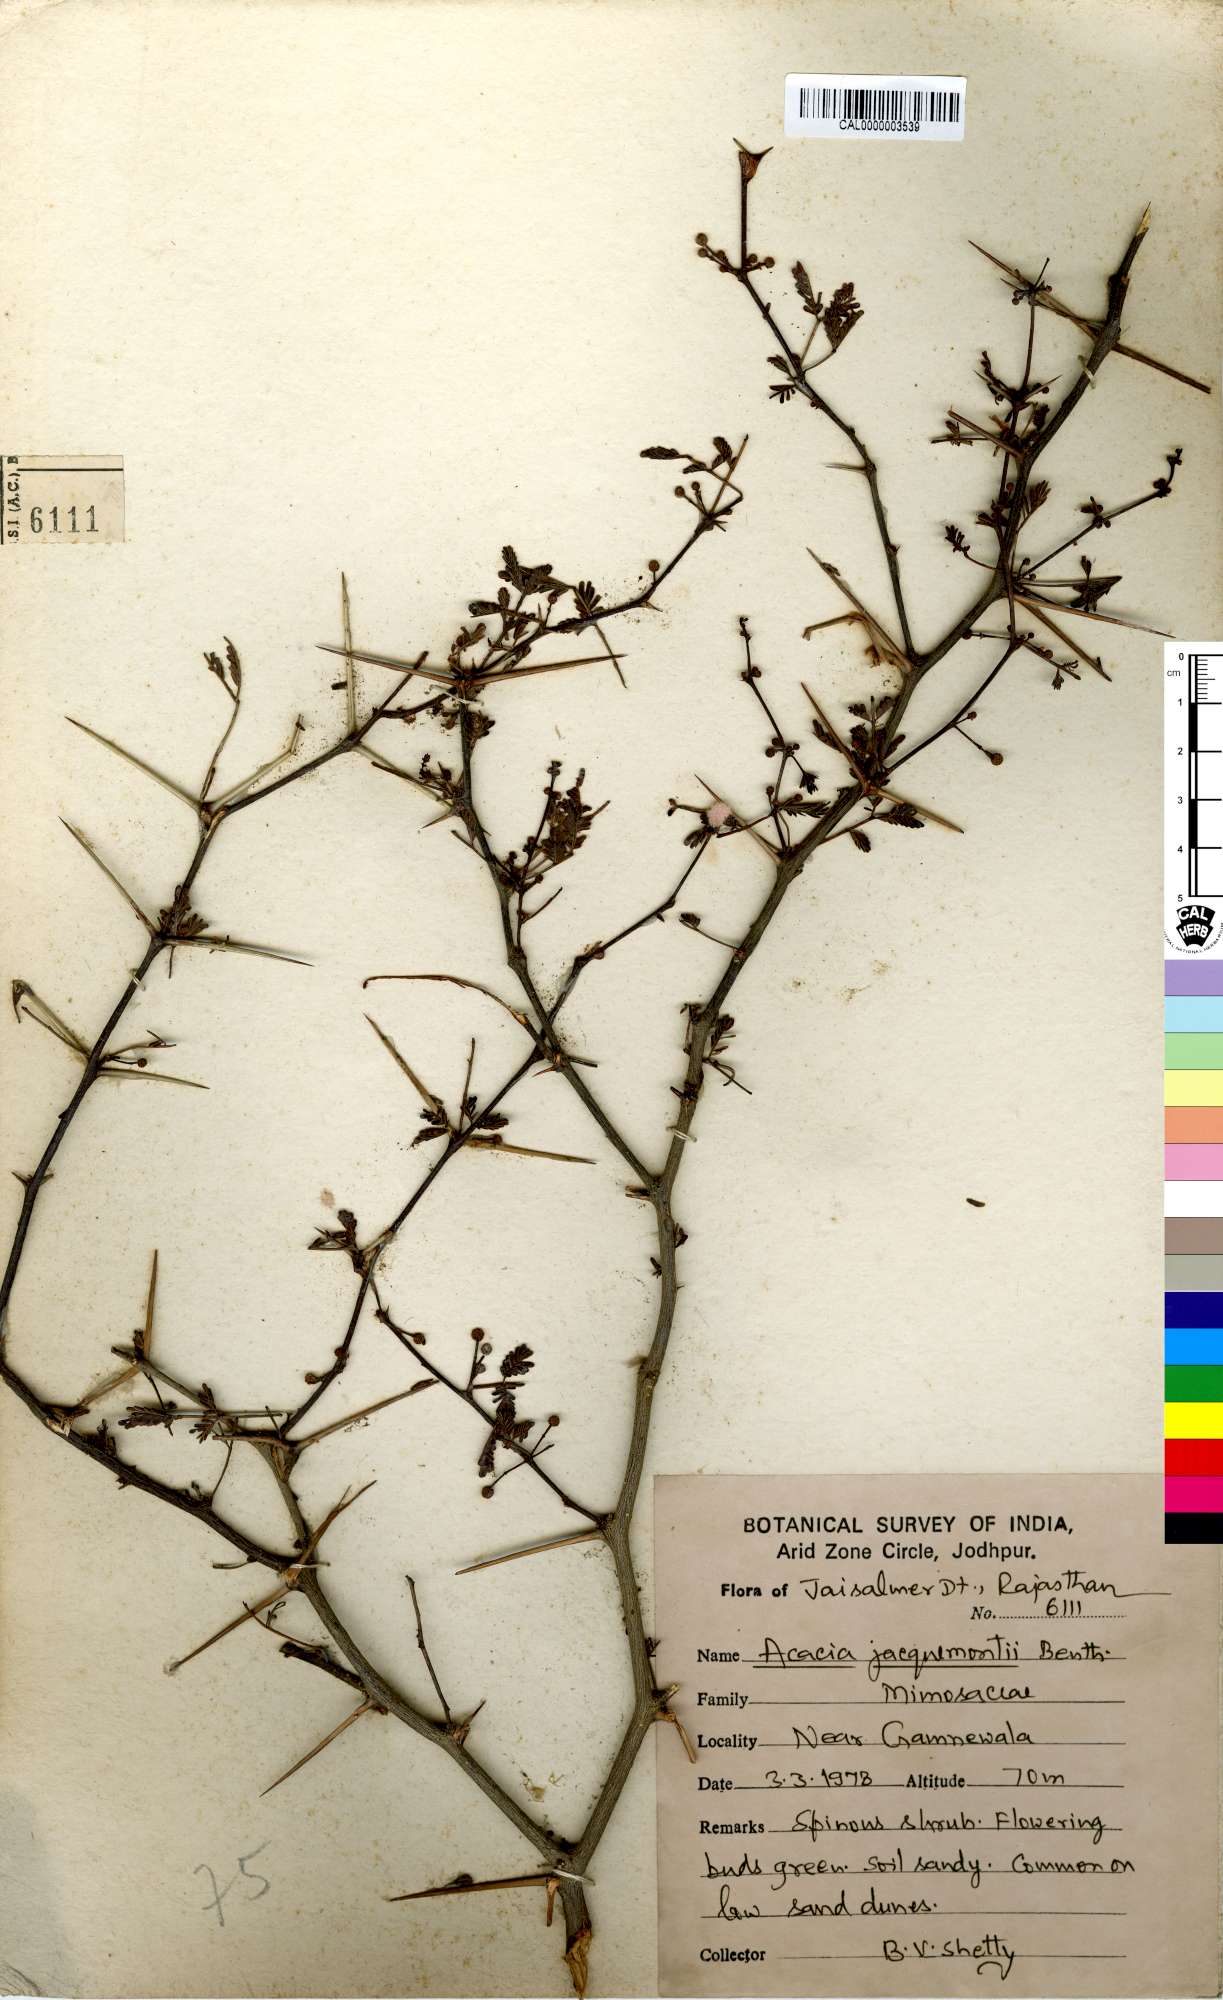 CAL0000003539
.S.I (A.C.), B
6111
0
cm
1
2
3
4
5
CAL
HERB
75
BOTANICAL SURVEY OF INDIA,
Arid Zone Circle, Jodhpur.
Flora of Jaisalmer Dt., Rajasthan
No. 6111
Name Acacia jacquemontii Benth.
Family Mimosaceae
Locality Near
Date 3.3.1978 Altitude 70m
Remarks Spinous shrub. Flowering
buds green. Soil sandy. Common on
low sand dunes.
Collector B.V. Shetty